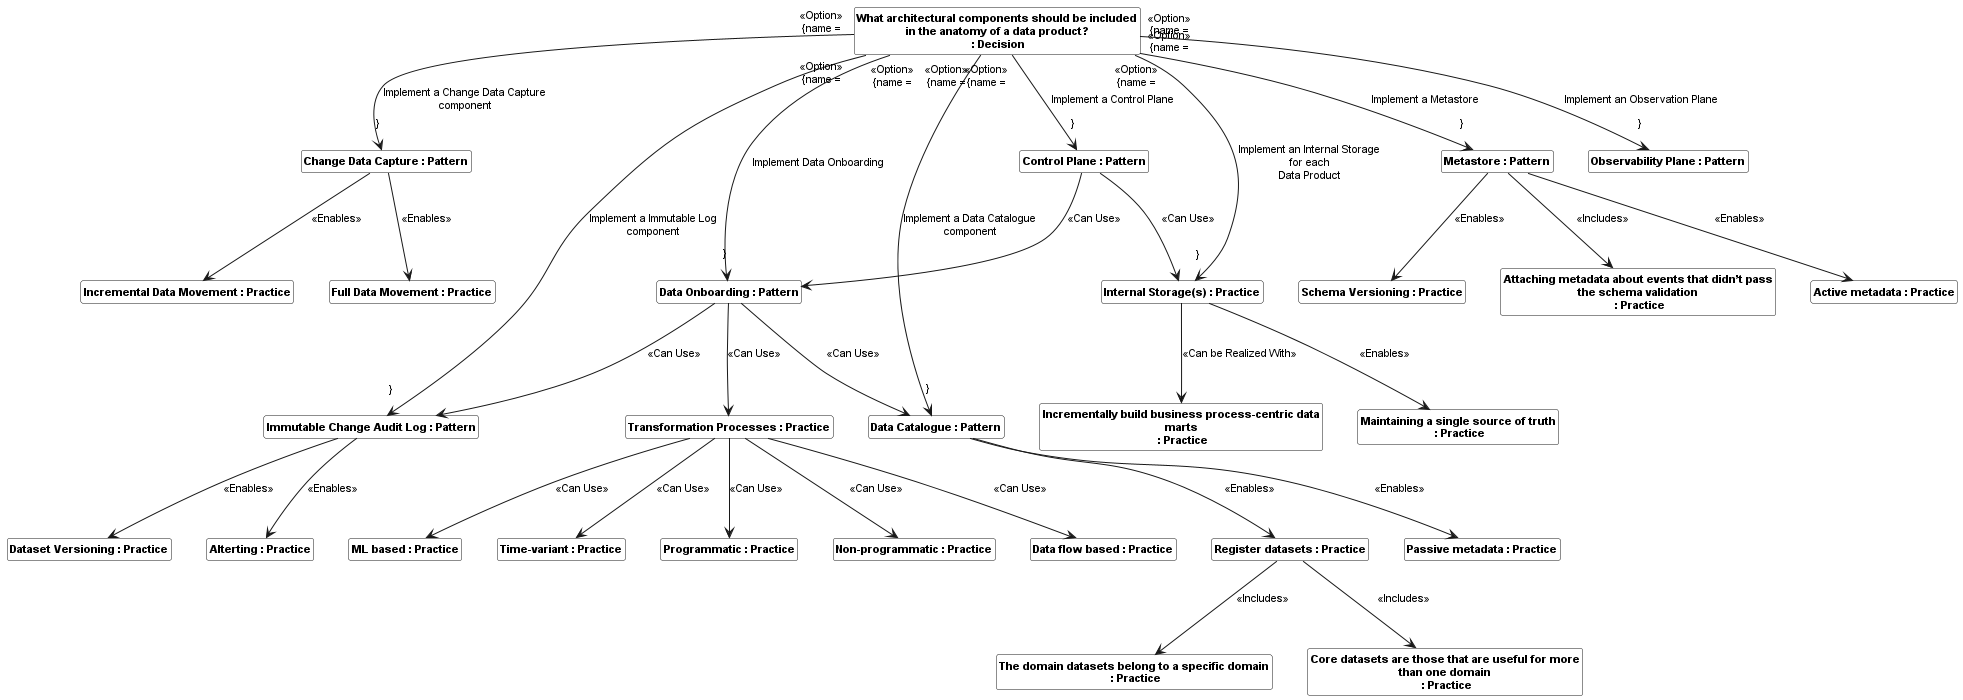 «Option»
{name =
What architectural components should be included
in the anatomy of a data product?
: Decision
«Option»
{name =
«Option»
{name =
«Option»
{name =
«Option»
{name =
«Option»
{name =
«Option»
{name =
«Option»
{name =
Implement a Change Data Capture
component
}
Implement a Control Plane
}
Implement a Metastore
}
Implement an Observation Plane
}
Implement Data Onboarding
}
Implement an Internal Storage
for each
Data Product
}
Change Data Capture : Pattern
Control Plane : Pattern
Metastore : Pattern
Observability Plane : Pattern
«Enables»
«Enables»
Implement a Immutable Log
component
}
Implement a Data Catalogue
component
}
«Can Use»
«Can Use»
«Enables»
«Includes»
«Enables»
Incremental Data Movement : Practice
Full Data Movement : Practice
Data Onboarding : Pattern
Internal Storage(s) : Practice
Schema Versioning : Practice
Attaching metadata about events that didn't pass
the schema validation
: Practice
Active metadata : Practice
«Can Use»
«Can Use»
«Can Use»
«Can be Realized With»
«Enables»
Immutable Change Audit Log : Pattern
Transformation Processes : Practice
Data Catalogue : Pattern
Incrementally build business process-centric data
marts
: Practice
Maintaining a single source of truth
: Practice
«Enables»
«Enables»
«Can Use»
«Can Use»
«Can Use»
«Can Use»
«Can Use»
«Enables»
«Enables»
Dataset Versioning : Practice
Alterting : Practice
ML based : Practice
Time-variant : Practice
Programmatic : Practice
Non-programmatic : Practice
Data flow based : Practice
Register datasets : Practice
Passive metadata : Practice
«Includes»
«Includes»
The domain datasets belong to a specific domain
: Practice
Core datasets are those that are useful for more
than one domain
: Practice